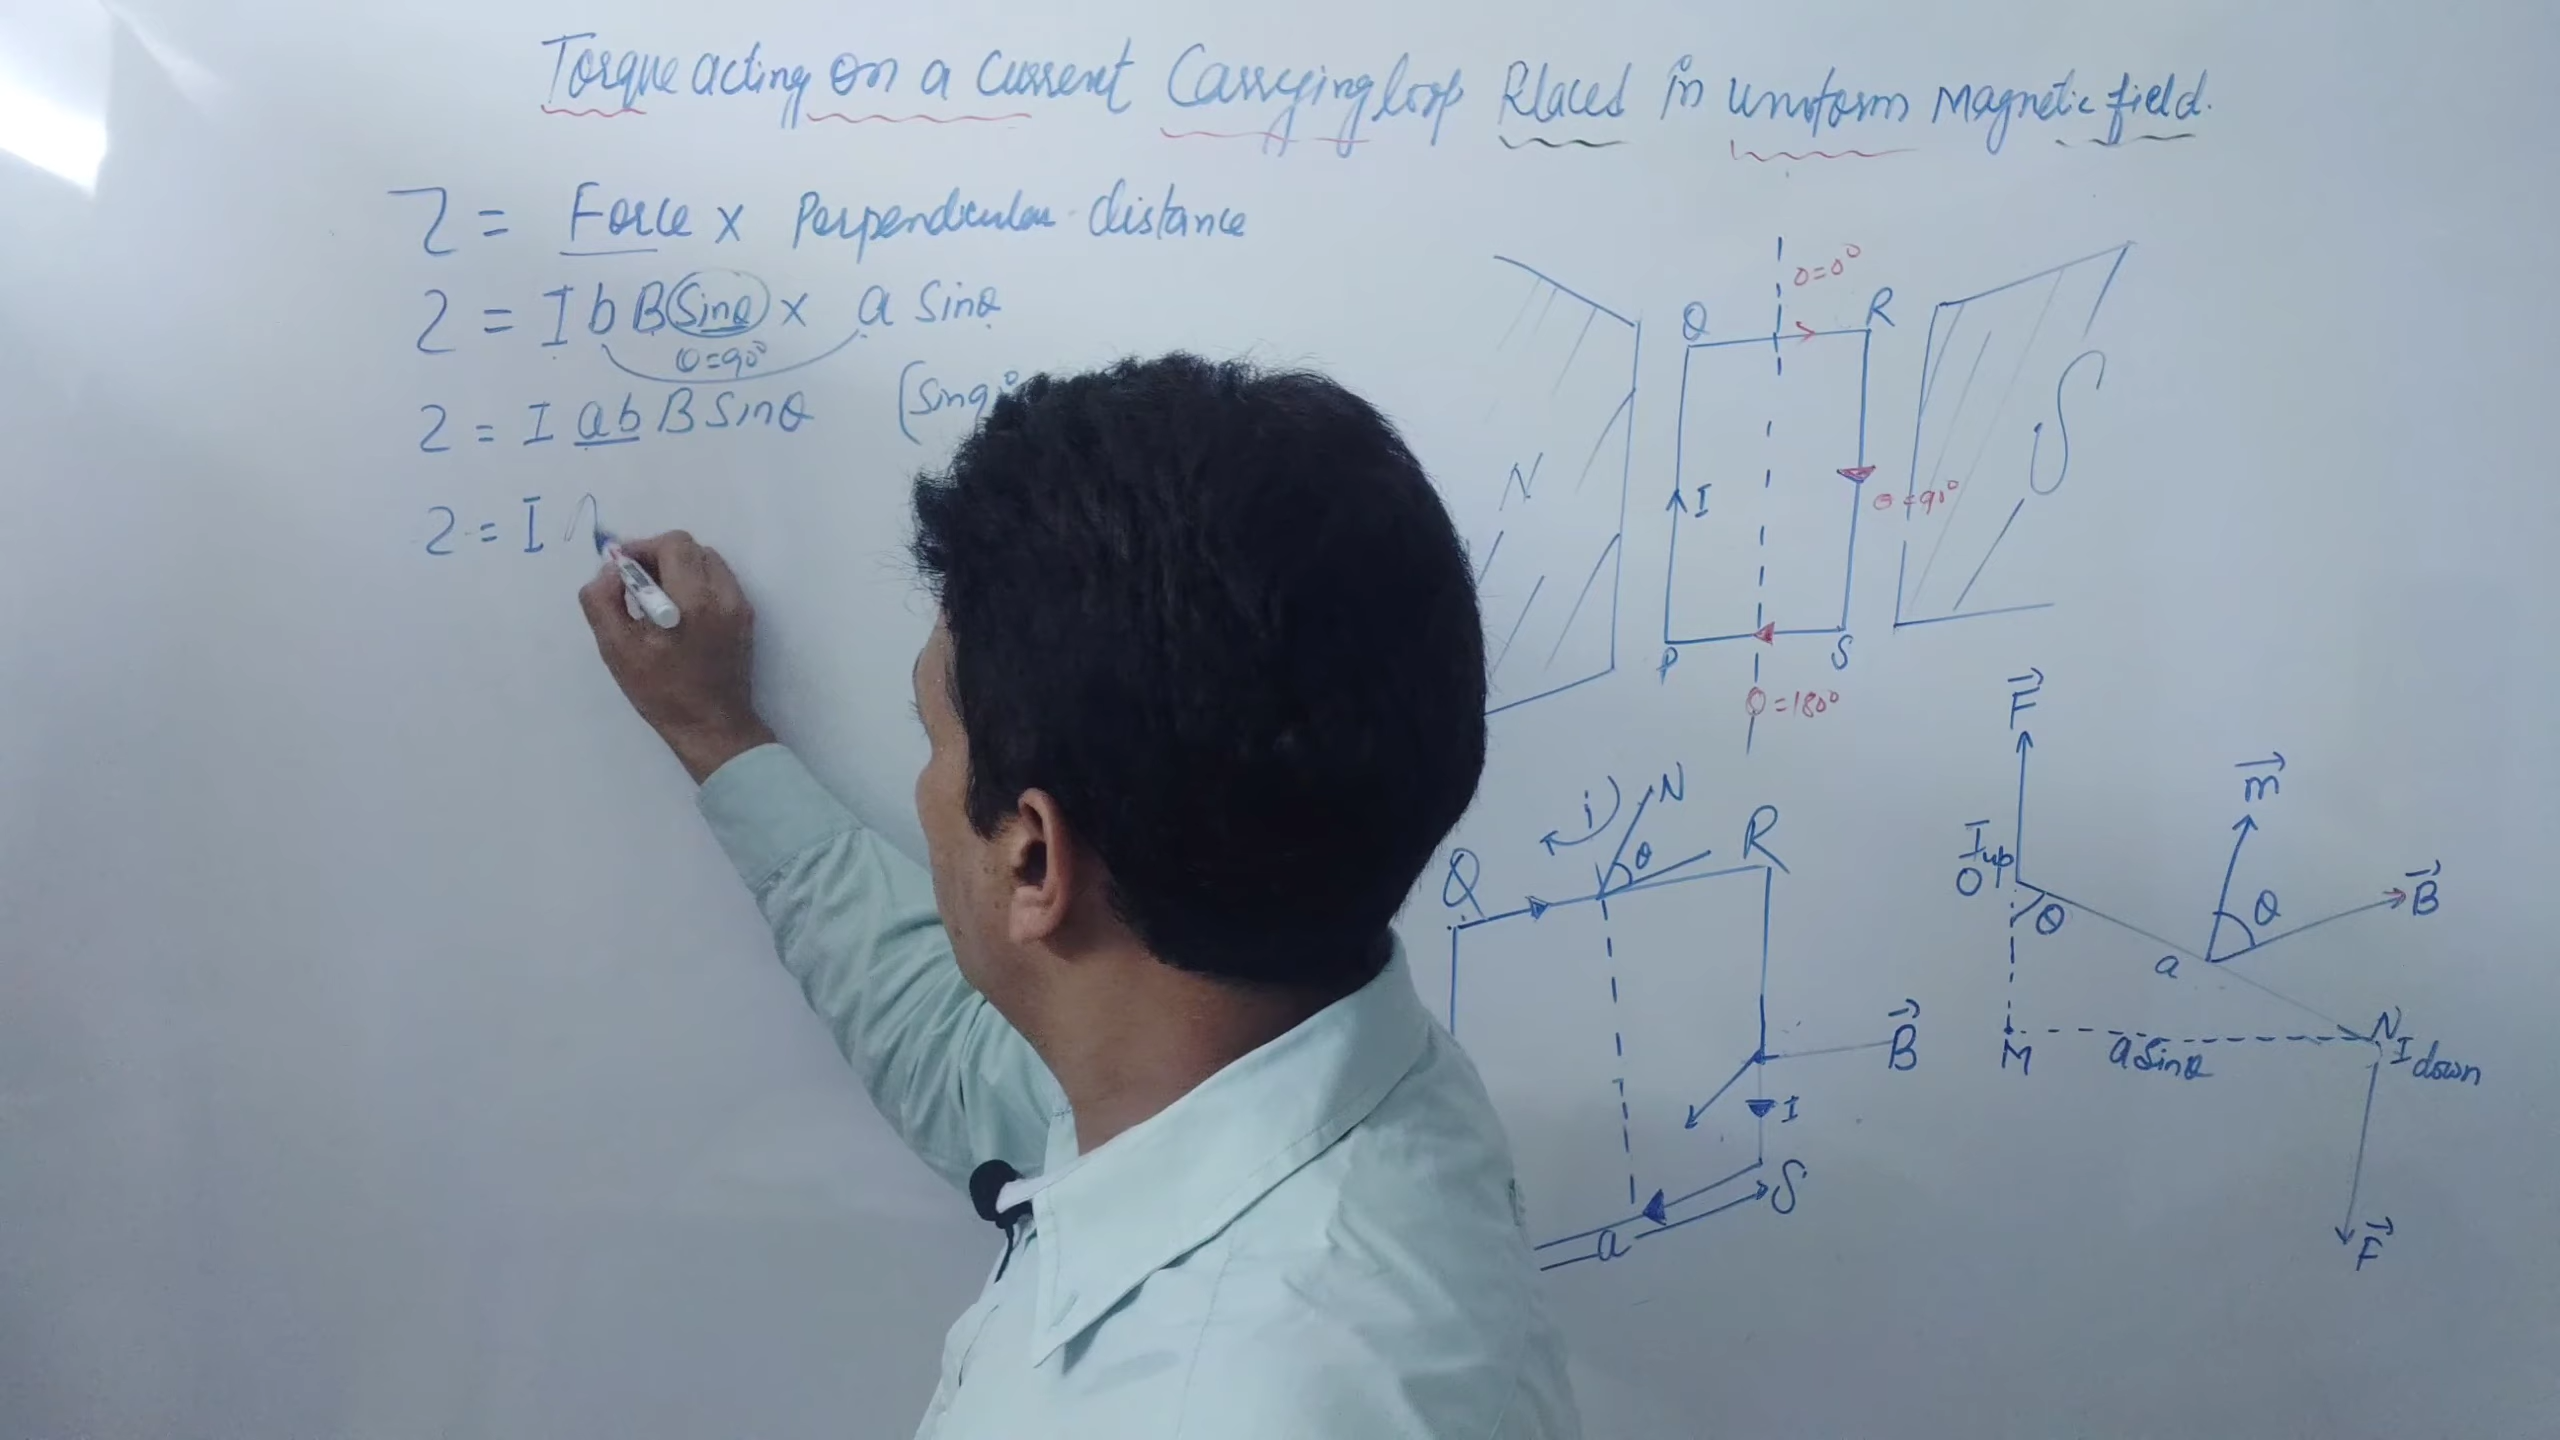 Torque acting on a Current Carrying loop Placed in uniform Magnetic field.
τ = Force x Perpendicular distance
τ = I b B Sinθ x a Sinθ
θ=90°
τ = I ab B Sinθ (Sin90°
τ = I A
θ=0°
Q R
N I θ=90° S
P S
θ=180°
i N
θ
Q R
B⃗
I
S
a
F⃗
m⃗
I up
O θ
θ B⃗
a
M a Sinθ N
I down
F⃗